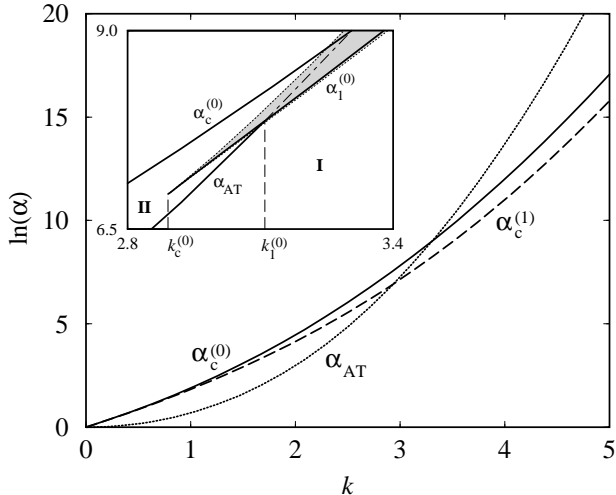 20
15
10
5
0
ln(α)
0 1 2 3 4 5
k
α_c^(0)
α_AT
α_c^(1)
9.0
6.5
2.8
3.4
α_c^(0)
α_1^(0)
α_AT
I
II
k_c^(0)
k_1^(0)